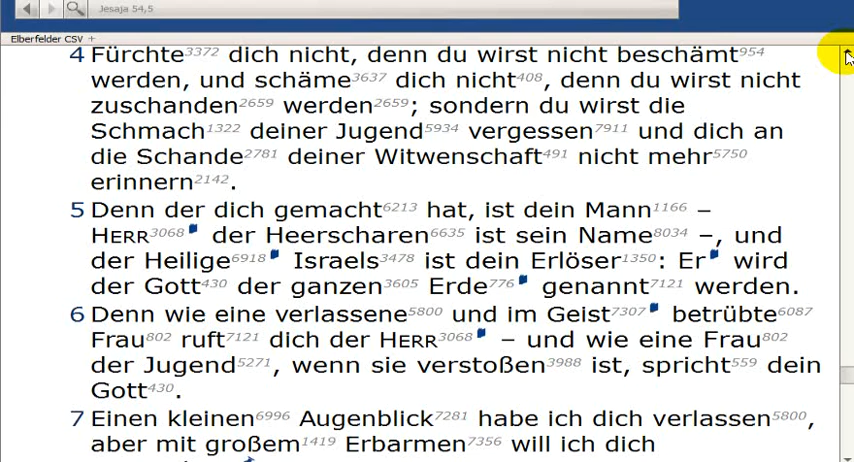 Jesaja 54,5
Elberfelder CSV +
4 Fürchte3372 dich nicht, denn du wirst nicht beschämt954
werden, und schäme3637 dich nicht408, denn du wirst nicht
zuschanden2659 werden2659; sondern du wirst die
Schmach1322 deiner Jugend5934 vergessen7911 und dich an
die Schande2781 deiner Witwenschaft491 nicht mehr5750
erinnern2142.
5 Denn der dich gemacht6213 hat, ist dein Mann1166 –
HERR3068 der Heerscharen6635 ist sein Name8034 –, und
der Heilige6918 Israels3478 ist dein Erlöser1350: Er wird
der Gott430 der ganzen3605 Erde776 genannt7121 werden.
6 Denn wie eine verlassene5800 und im Geist7307 betrübte6087
Frau802 ruft7121 dich der HERR3068 – und wie eine Frau802
der Jugend5271, wenn sie verstoßen3988 ist, spricht559 dein
Gott430.
7 Einen kleinen6996 Augenblick7281 habe ich dich verlassen5800,
aber mit großem1419 Erbarmen7356 will ich dich